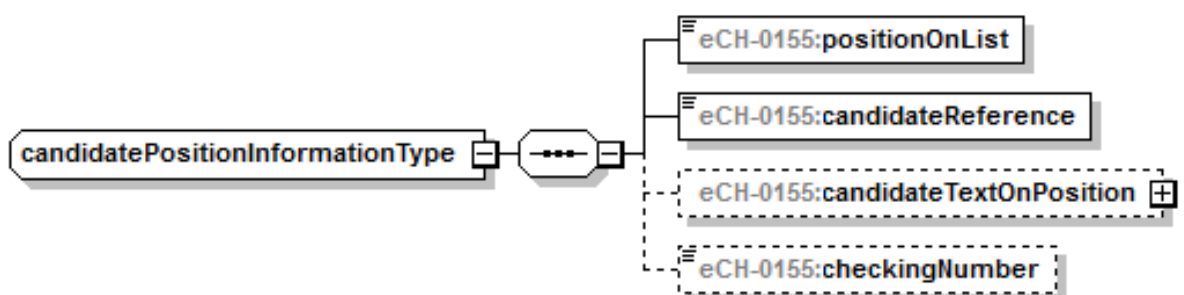 eCH-0155:positionOnList
eCH-0155:candidateReference
candidatePositionInformationType
eCH-0155:candidateTextOnPosition
eCH-0155:checkingNumber